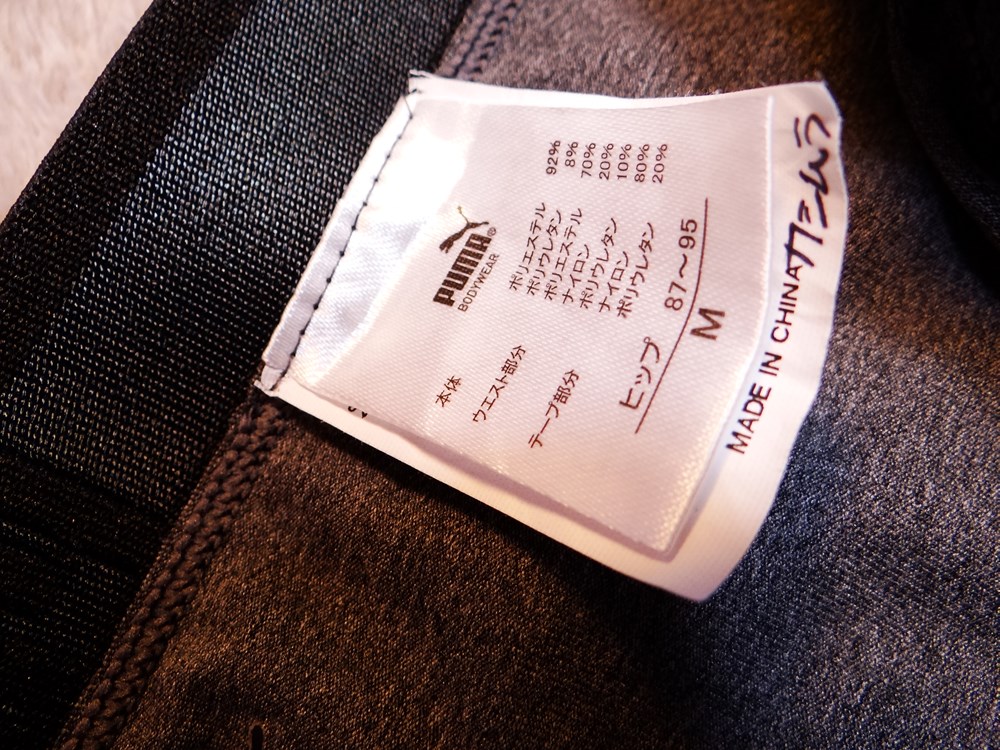 PUMA®
BODYWEAR
本体 ポリエステル 92%
ポリウレタン 8%
ウエスト部分 ポリエステル 70%
ナイロン 20%
ポリウレタン 10%
テープ部分 ナイロン 80%
ポリウレタン 20%
ヒップ 87～95
M
MADE IN CHINA